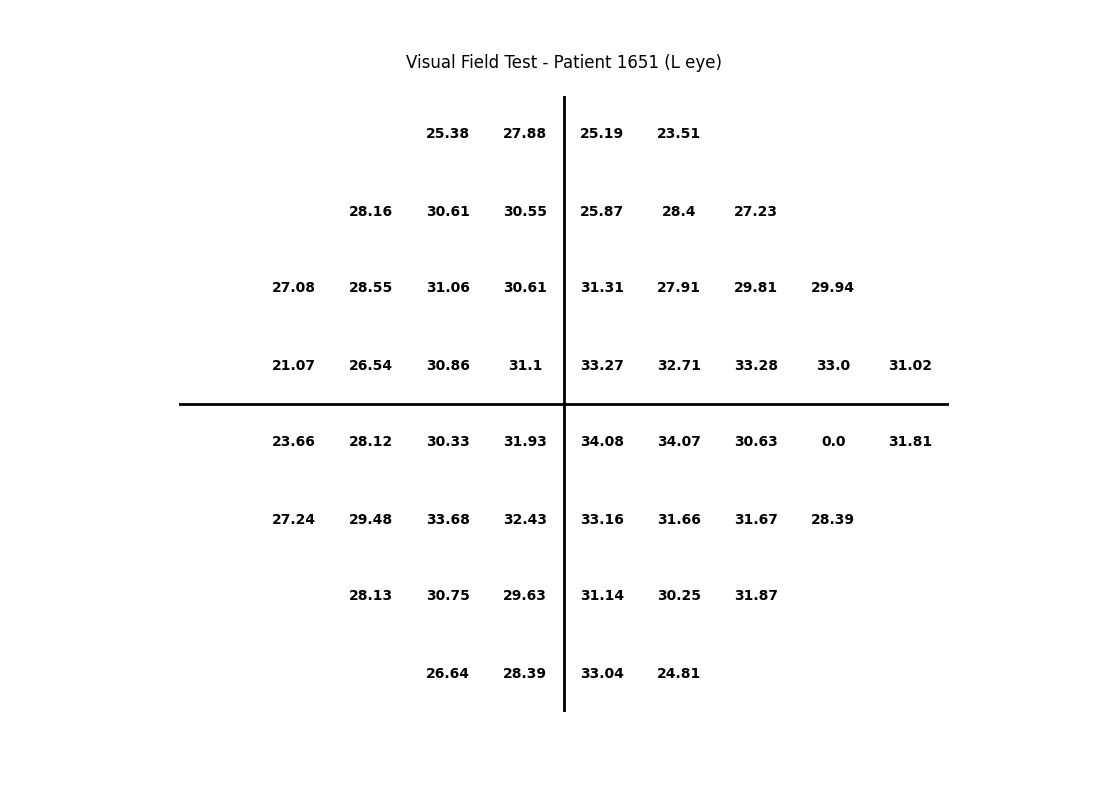 Visual Field Test - Patient 1651 (L eye)
25.38 27.88 25.19 23.51
28.16 30.61 30.55 25.87 28.4 27.23
27.08 28.55 31.06 30.61 31.31 27.91 29.81 29.94
21.07 26.54 30.86 31.1 33.27 32.71 33.28 33.0 31.02
23.66 28.12 30.33 31.93 34.08 34.07 30.63 0.0 31.81
27.24 29.48 33.68 32.43 33.16 31.66 31.67 28.39
28.13 30.75 29.63 31.14 30.25 31.87
26.64 28.39 33.04 24.81